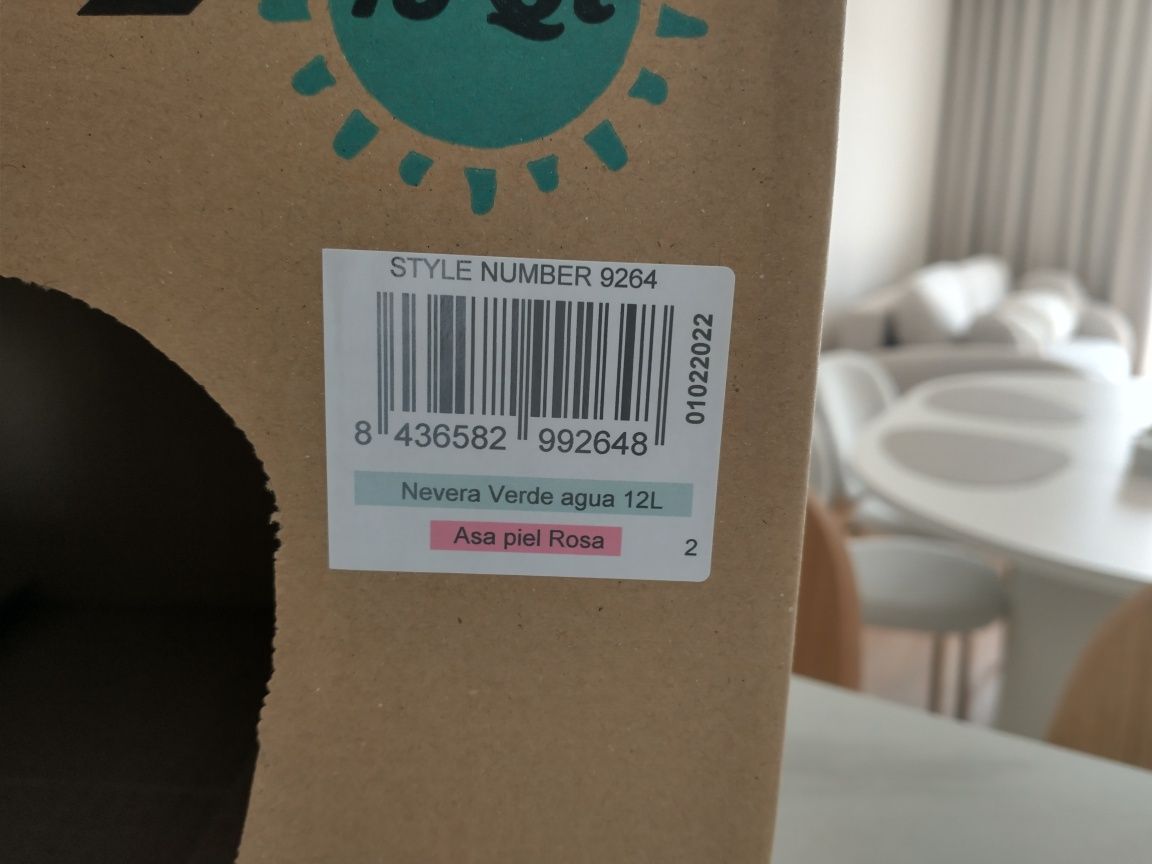 STYLE NUMBER 9264
01022022
8 436582 992648
Nevera Verde agua 12L
Asa piel Rosa
2